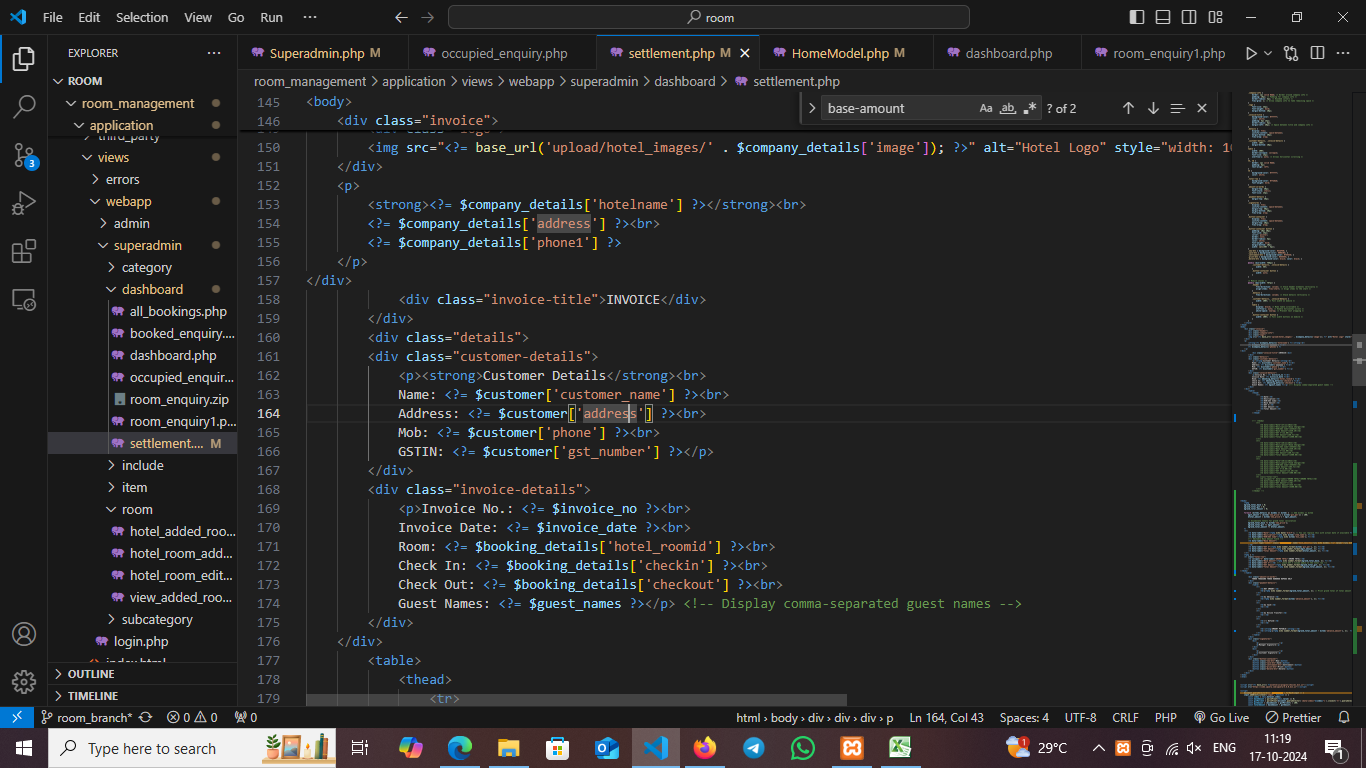 File Edit Selection View Go Run ··· room
EXPLORER ···
ROOM
room_management
application
third_party
views
errors
webapp
admin
superadmin
category
dashboard
all_bookings.php
booked_enquiry....
dashboard.php
occupied_enquir...
room_enquiry.zip
room_enquiry1.p...
settlement.... M
include
item
room
hotel_added_roo...
hotel_room_add...
hotel_room_edit...
view_added_roo...
subcategory
login.php
index.html
OUTLINE
TIMELINE
3
Superadmin.php M occupied_enquiry.php settlement.php M HomeModel.php M dashboard.php room_enquiry1.php
room_management > application > views > webapp > superadmin > dashboard > settlement.php
base-amount Aa ab .* ? of 2
145 <body>
146 <div class="invoice">
149 <div class="logo">
150 <img src="<?= base_url('upload/hotel_images/' . $company_details['image']); ?>" alt="Hotel Logo" style="width: 10
151 </div>
152 <p>
153 <strong><?= $company_details['hotelname'] ?></strong><br>
154 <?= $company_details['address'] ?><br>
155 <?= $company_details['phone1'] ?>
156 </p>
157 </div>
158 <div class="invoice-title">INVOICE</div>
159 </div>
160 <div class="details">
161 <div class="customer-details">
162 <p><strong>Customer Details</strong><br>
163 Name: <?= $customer['customer_name'] ?><br>
164 Address: <?= $customer['address'] ?><br>
165 Mob: <?= $customer['phone'] ?><br>
166 GSTIN: <?= $customer['gst_number'] ?></p>
167 </div>
168 <div class="invoice-details">
169 <p>Invoice No.: <?= $invoice_no ?><br>
170 Invoice Date: <?= $invoice_date ?><br>
171 Room: <?= $booking_details['hotel_roomid'] ?><br>
172 Check In: <?= $booking_details['checkin'] ?><br>
173 Check Out: <?= $booking_details['checkout'] ?><br>
174 Guest Names: <?= $guest_names ?></p> <!-- Display comma-separated guest names -->
175 </div>
176 </div>
177 <table>
178 <thead>
179 <tr>
room_branch* 0 0 0 html › body › div › div › div › p Ln 164, Col 43 Spaces: 4 UTF-8 CRLF PHP Go Live Prettier
Type here to search 29°C ENG 11:19
17-10-2024
1